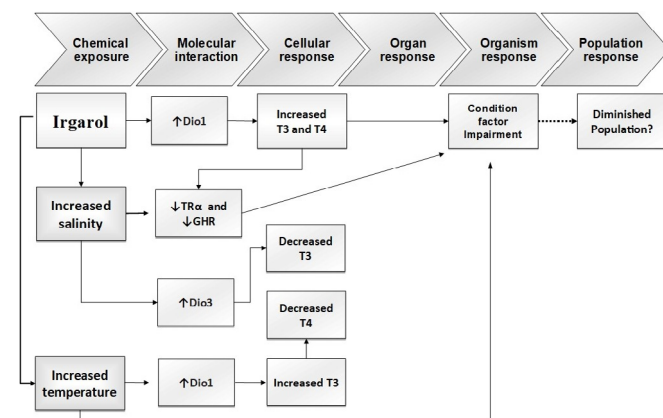 Chemical
exposure
Molecular
interaction
Cellular
response
Organ
response
Organism
response
Population
response
Irgarol
↑Dio1
Increased
T3 and T4
Condition
factor
Impairment
Diminished
Population?
Increased
salinity
↓TRα and
↓GHR
Decreased
T3
↑Dio3
Decreased
T4
Increased
temperature
↑Dio1
Increased T3